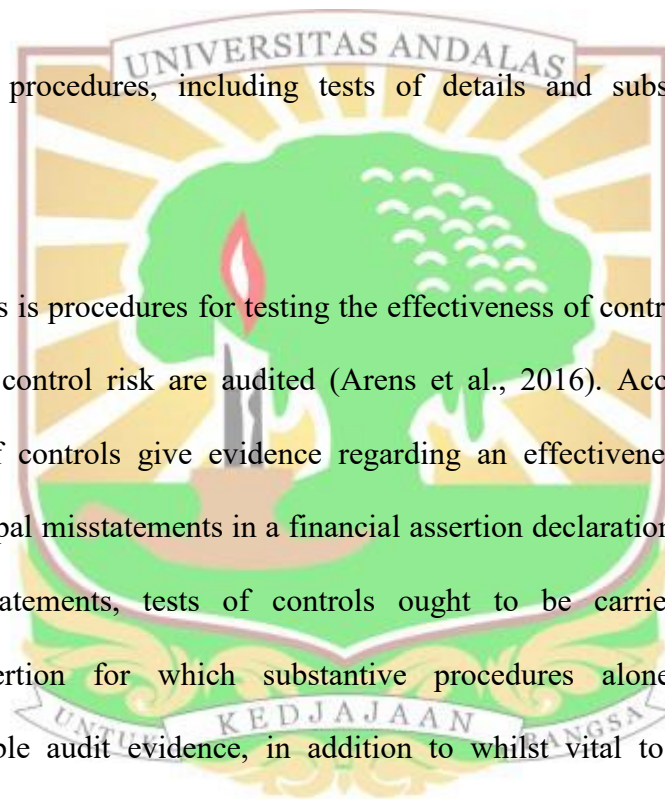 UNIVERSITAS ANDALAS
procedures, including tests of details and subs
s is procedures for testing the effectiveness of contr
control risk are audited (Arens et al., 2016). Acc
f controls give evidence regarding an effectivene
pal misstatements in a financial assertion declaration
atements, tests of controls ought to be carrie
ertion for which substantive procedures alone
UNTUK KEDJAJAAN BANGSA
ble audit evidence, in addition to whilst vital to